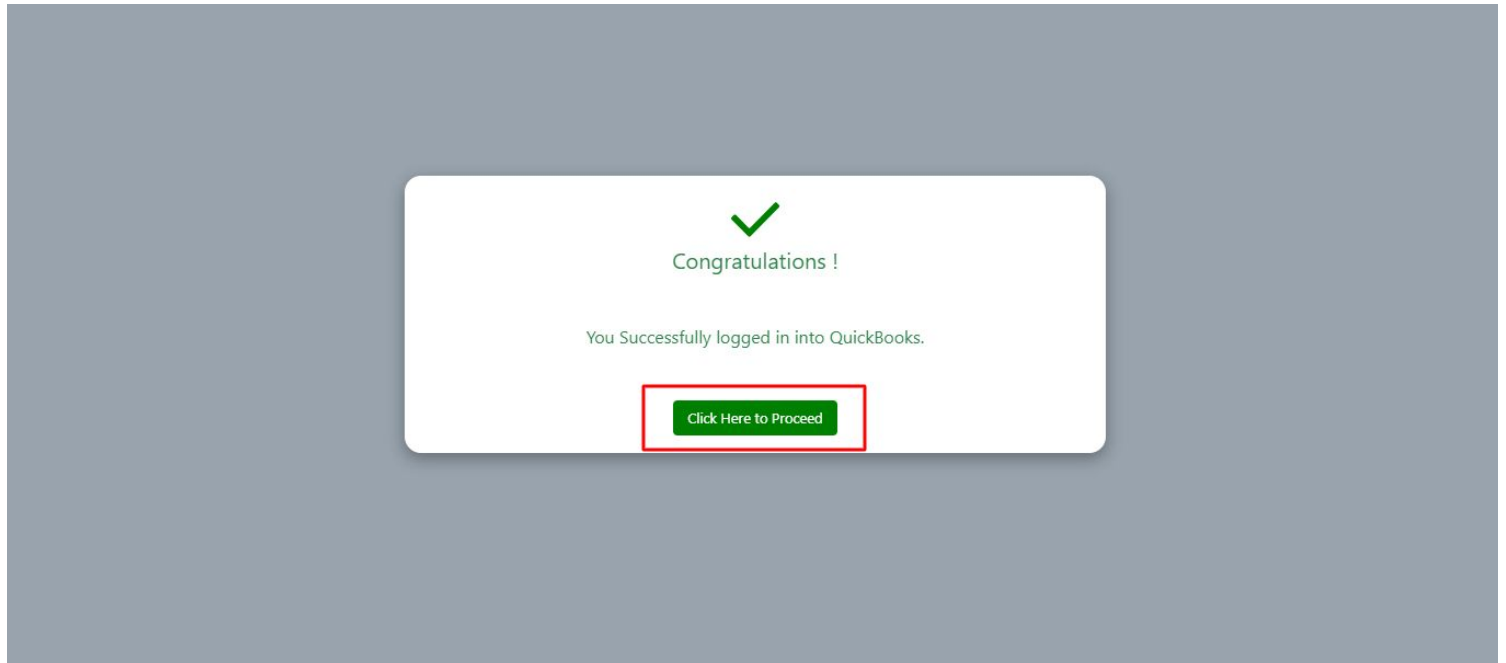 Congratulations !
You Successfully logged in into QuickBooks.
Click Here to Proceed